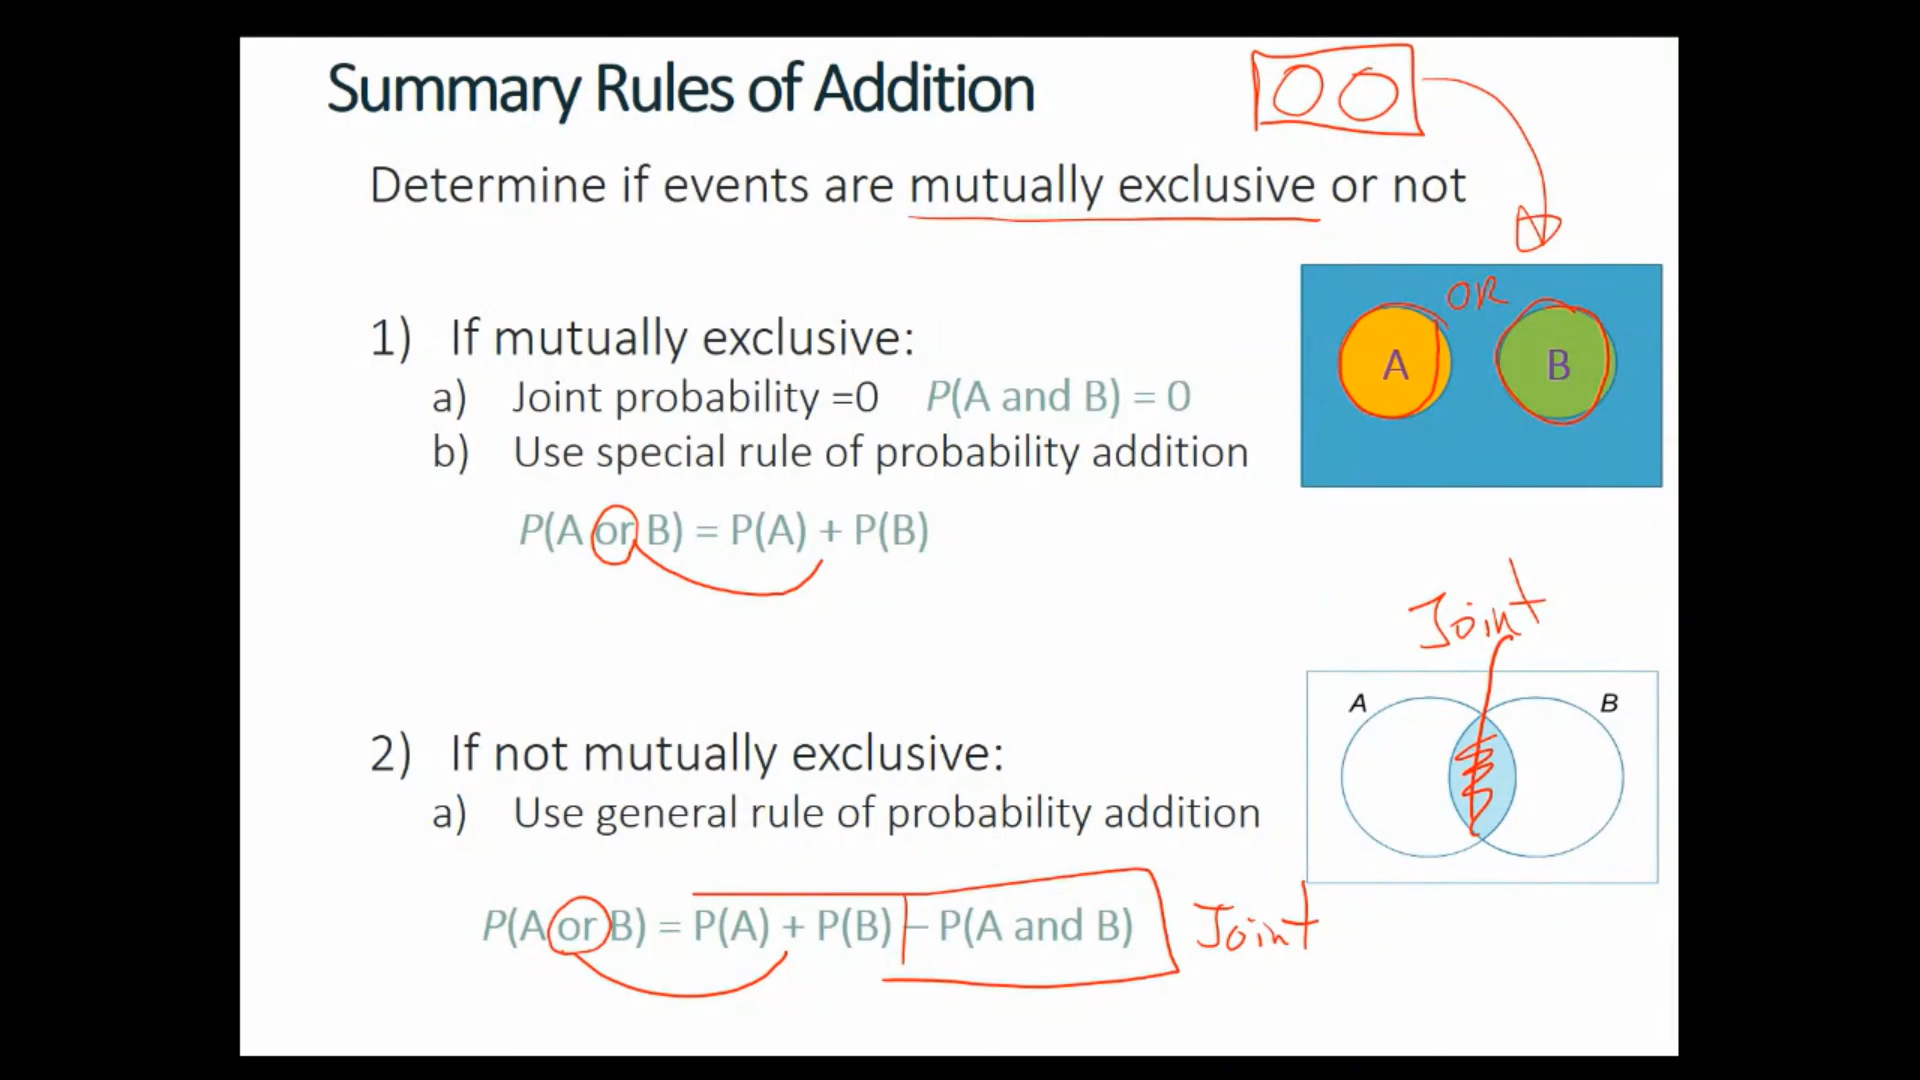 Summary Rules of Addition
Determine if events are mutually exclusive or not
1) If mutually exclusive:
a) Joint probability =0 P(A and B) = 0
b) Use special rule of probability addition
P(A or B) = P(A) + P(B)
A OR B
Joint
A B
2) If not mutually exclusive:
a) Use general rule of probability addition
P(A or B) = P(A) + P(B) – P(A and B) Joint